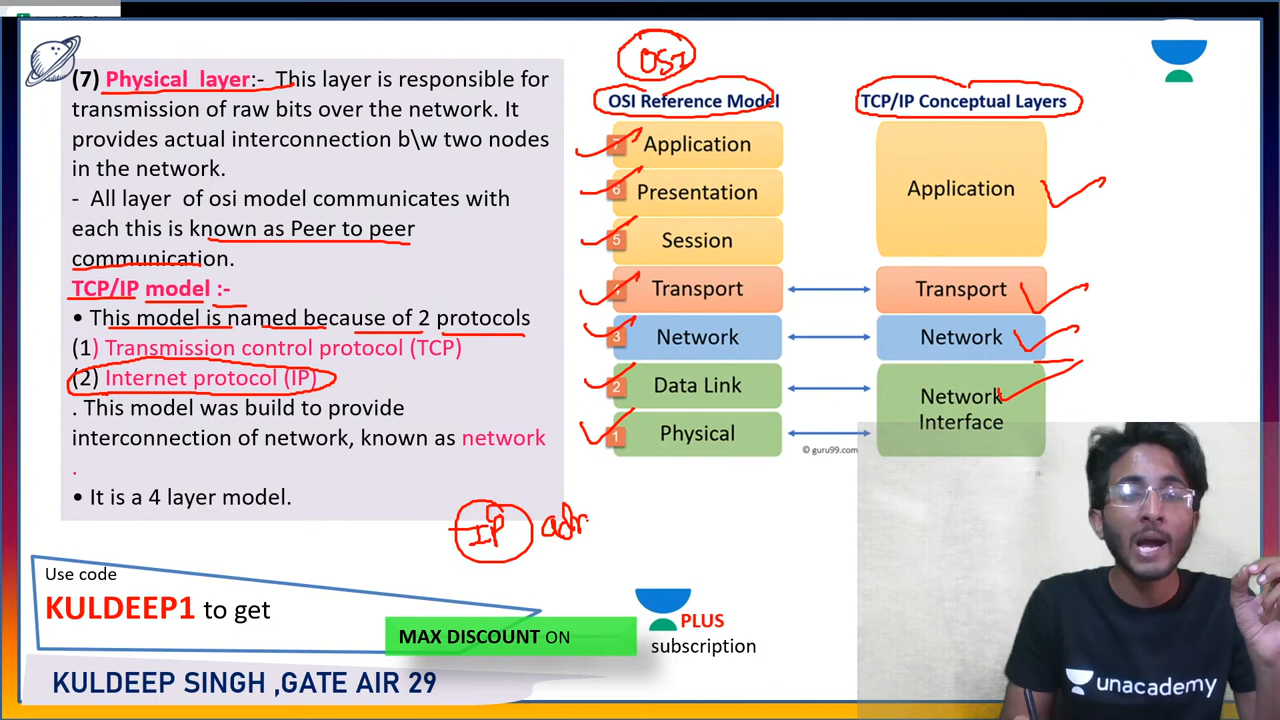 (7) Physical layer:- This layer is responsible for
transmission of raw bits over the network. It
provides actual interconnection b\w two nodes
in the network.
- All layer of osi model communicates with
each this is known as Peer to peer
communication.
TCP/IP model :-
• This model is named because of 2 protocols
(1) Transmission control protocol (TCP)
(2) Internet protocol (IP)
. This model was build to provide
interconnection of network, known as network
.
• It is a 4 layer model.
OSI
OSI Reference Model
7 Application
6 Presentation
5 Session
4 Transport
3 Network
2 Data Link
1 Physical
TCP/IP Conceptual Layers
Application
Transport
Network
Network
Interface
© guru99.com
IP adr
Use code
KULDEEP1 to get
MAX DISCOUNT ON
PLUS
subscription
KULDEEP SINGH ,GATE AIR 29
unacademy